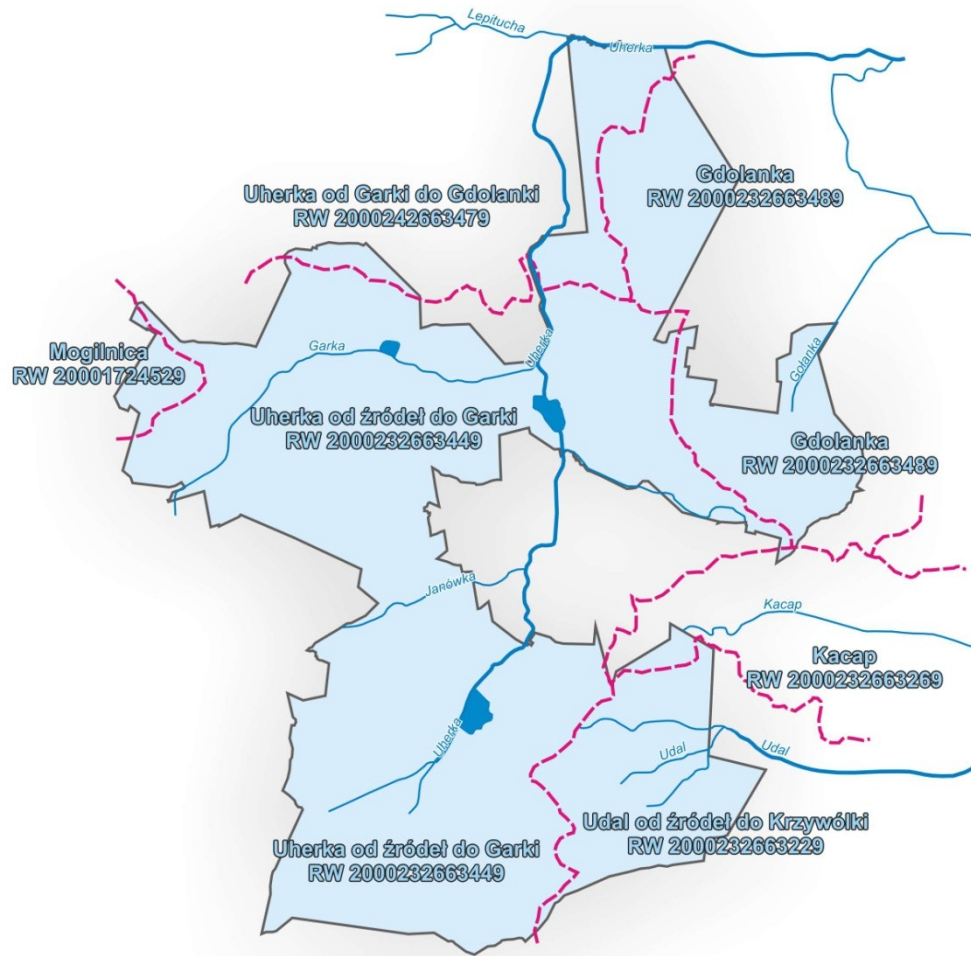 Lepitucha
Uherka
Gdolanka
RW 2000232663489
Uherka od Garki do Gdolanki
RW 2000242663479
Mogilnica
RW 20001724529
Garka
Uherka
Gołanka
Uherka od źródeł do Garki
RW 2000232663449
Gdolanka
RW 2000232663489
Janówka
Kacap
Kacap
RW 2000232663269
Uherka
Udal
Udal
Udal od źródeł do Krzywólki
RW 2000232663229
Uherka od źródeł do Garki
RW 2000232663449